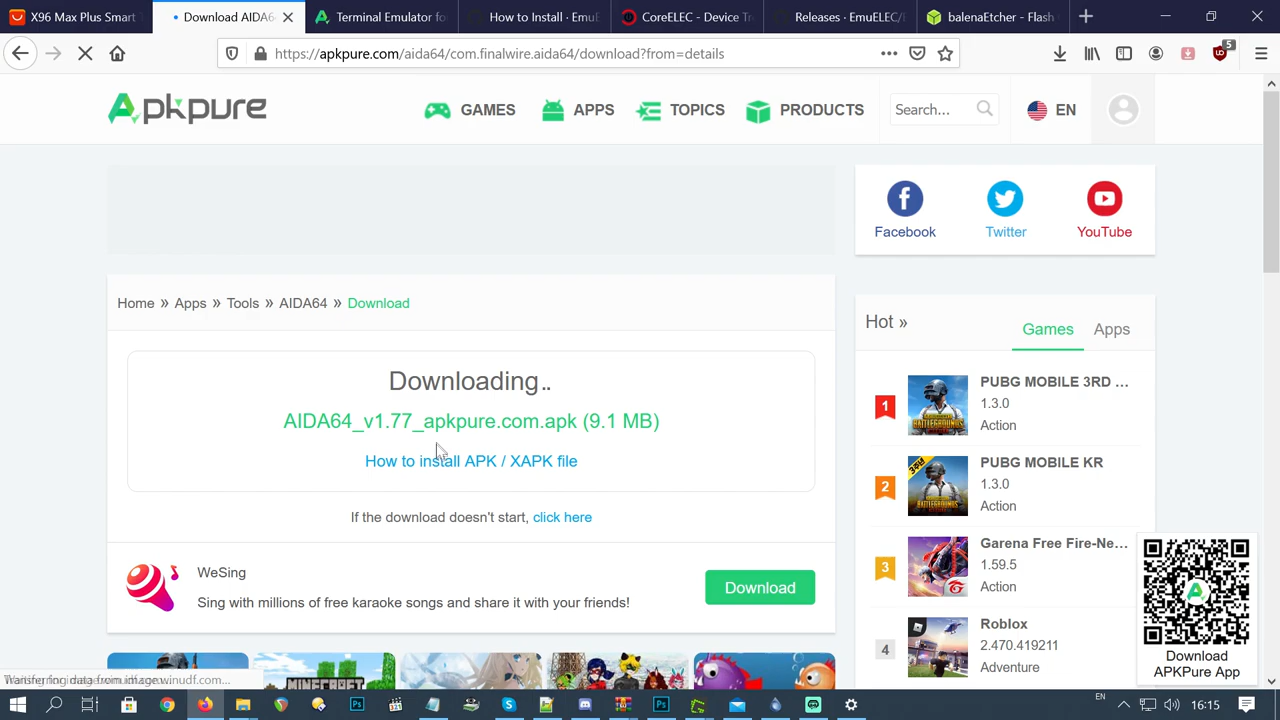 X96 Max Plus Smart
Download AIDA6
Terminal Emulator fo
How to Install · EmuE
CoreELEC - Device Tr
Releases · EmuELEC/E
balenaEtcher - Flash
https://apkpure.com/aida64/com.finalwire.aida64/download?from=details
5
Apkpure
GAMES
APPS
TOPICS
PRODUCTS
Search...
EN
Facebook
Twitter
YouTube
Home » Apps » Tools » AIDA64 » Download
Hot »
Games
Apps
Downloading..
AIDA64_v1.77_apkpure.com.apk (9.1 MB)
How to install APK / XAPK file
If the download doesn't start, click here
1
PUBG MOBILE 3RD ...
1.3.0
Action
2
PUBG MOBILE KR
1.3.0
Action
3
Garena Free Fire-Ne...
1.59.5
Action
4
Roblox
2.470.419211
Adventure
WeSing
Sing with millions of free karaoke songs and share it with your friends!
Download
Download
APKPure App
EN
16:15